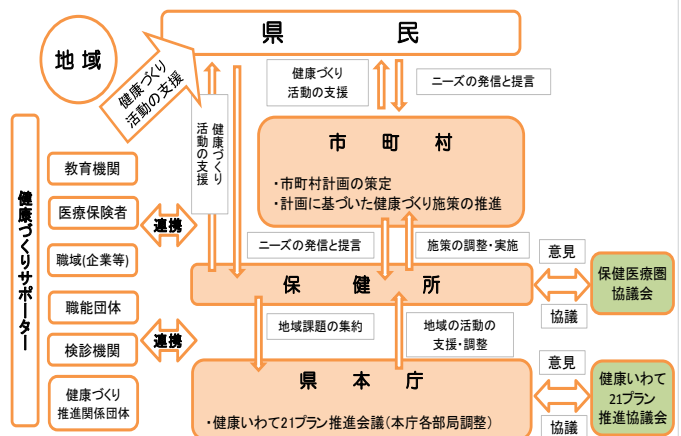 県　民
地 域
健康づくり
活動の支援
健康づくり
活動の支援
健康づくり
活動の支援
ニーズの発信と提言
市　町　村
・市町村計画の策定
・計画に基づいた健康づくり施策の推進
健康づくりサポーター
教育機関
医療保険者
職域(企業等)
職能団体
検診機関
健康づくり
推進関係団体
連携
連携
ニーズの発信と提言
施策の調整・実施
保　健　所
意見
協議
保健医療圏
協議会
地域課題の集約
地域の活動の
支援・調整
県　本　庁
・健康いわて21プラン推進会議(本庁各部局調整)
意見
協議
健康いわて
21プラン
推進協議会